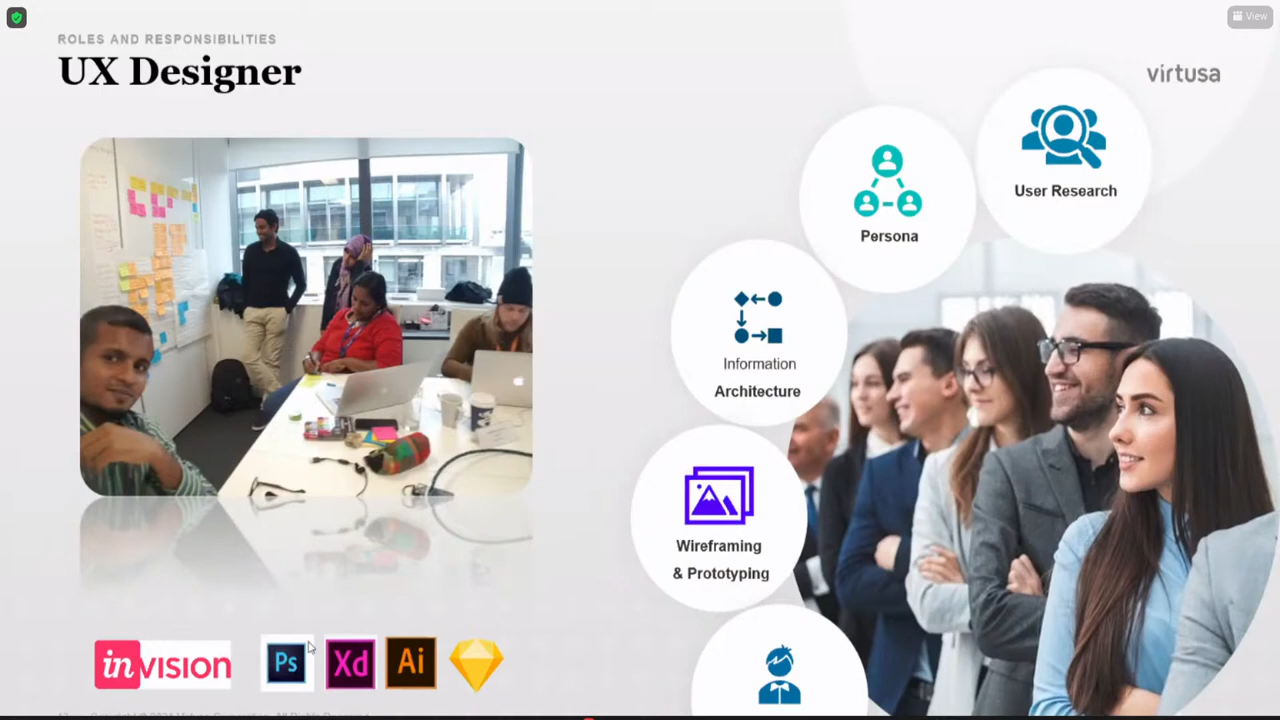 View
ROLES AND RESPONSIBILITIES
UX Designer
virtusa
User Research
Persona
Information
Architecture
Wireframing
& Prototyping
invision
Ps
Xd
Ai